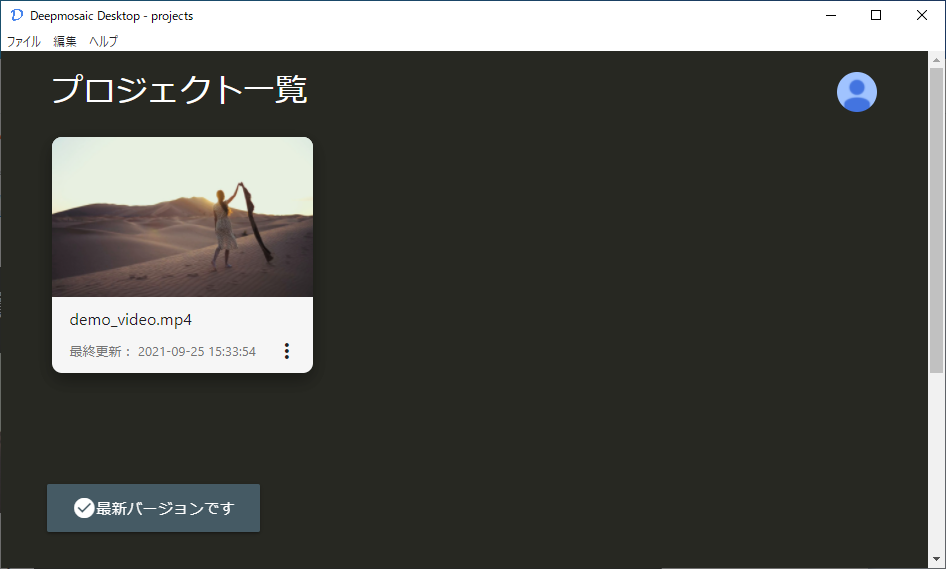 Deepmosaic Desktop - projects
ファイル 編集 ヘルプ
プロジェクト一覧
demo_video.mp4
最終更新： 2021-09-25 15:33:54
最新バージョンです